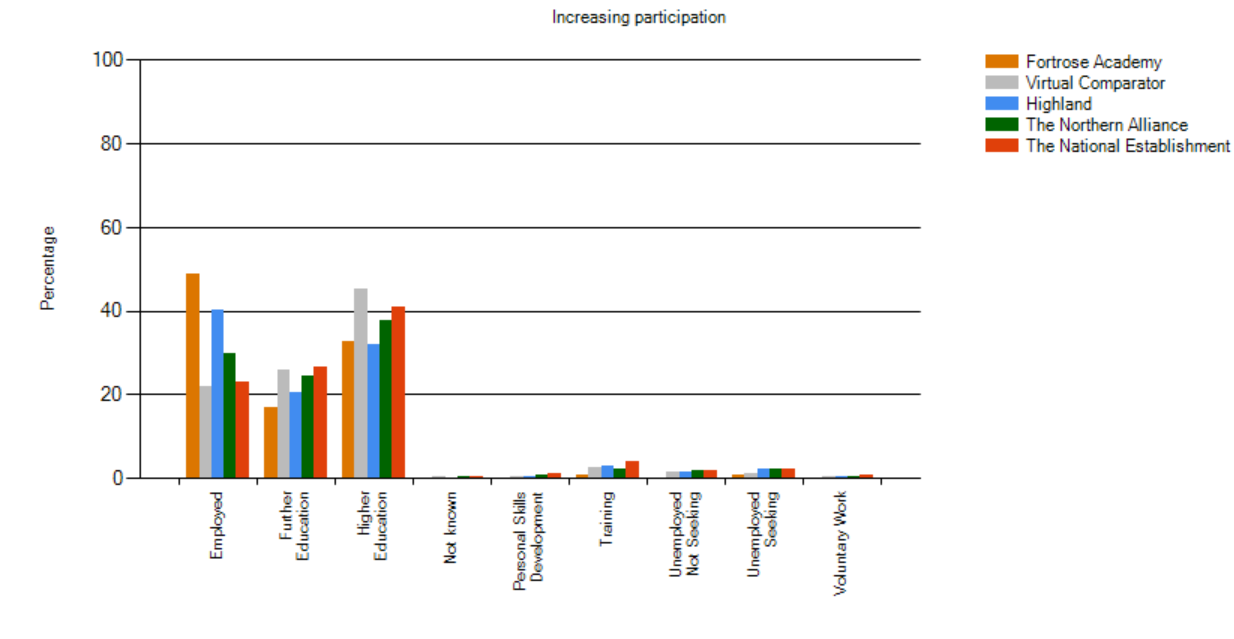 Increasing participation
100
80
60
40
20
0
Percentage
Employed
Further
Education
Higher
Education
Not known
Personal Skills
Development
Training
Unemployed
Not Seeking
Unemployed
Seeking
Voluntary Work
Fortrose Academy
Virtual Comparator
Highland
The Northern Alliance
The National Establishment